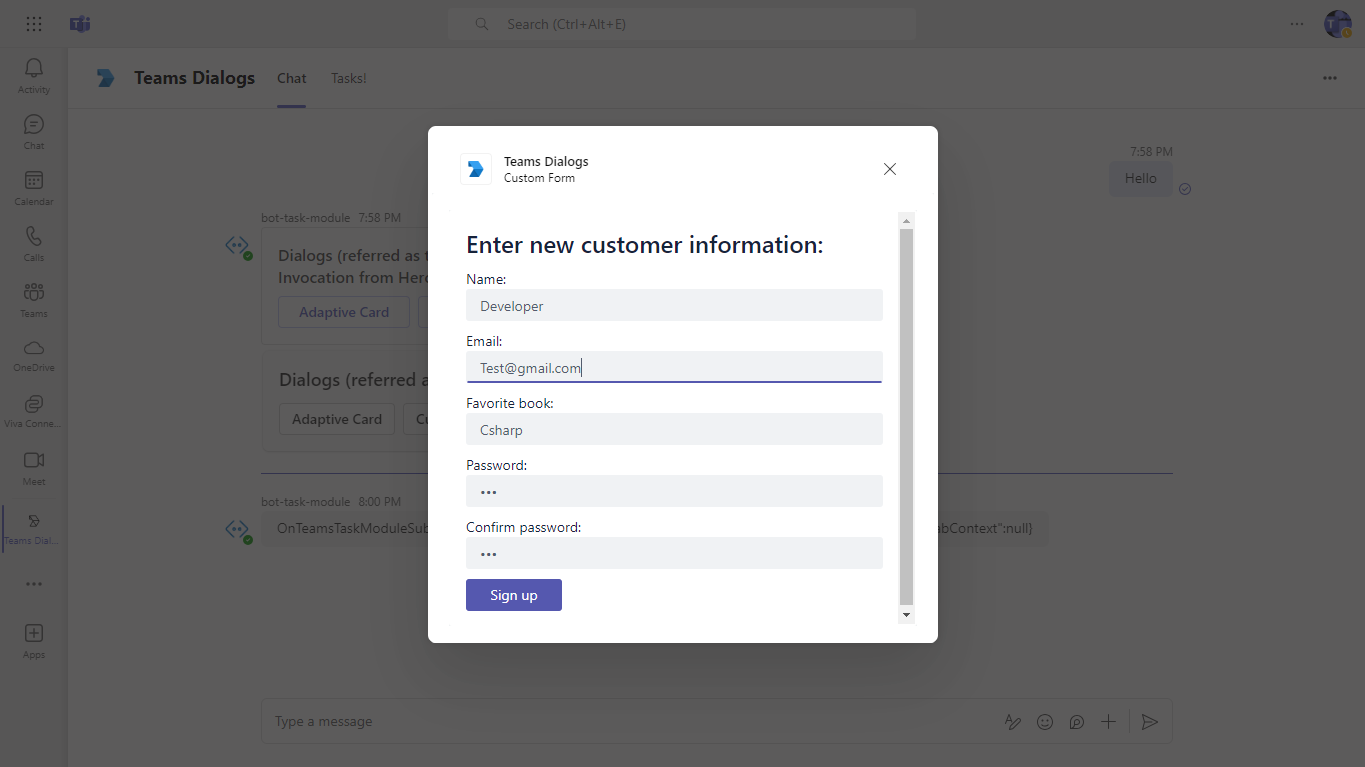 Search (Ctrl+Alt+E)
Activity
Chat
Calendar
Calls
Teams
OneDrive
Viva Conne...
Meet
Teams Dial...
Apps
Teams Dialogs
Chat
Tasks!
7:58 PM
Hello
bot-task-module 7:58 PM
Dialogs (referred as t
Invocation from Her
Adaptive Card
Dialogs (referred a
Adaptive Card
Cu
bot-task-module 8:00 PM
OnTeamsTaskModuleSub
abContext":null}
Type a message
Teams Dialogs
Custom Form
Enter new customer information:
Name:
Developer
Email:
Test@gmail.com
Favorite book:
Csharp
Password:
•••
Confirm password:
•••
Sign up